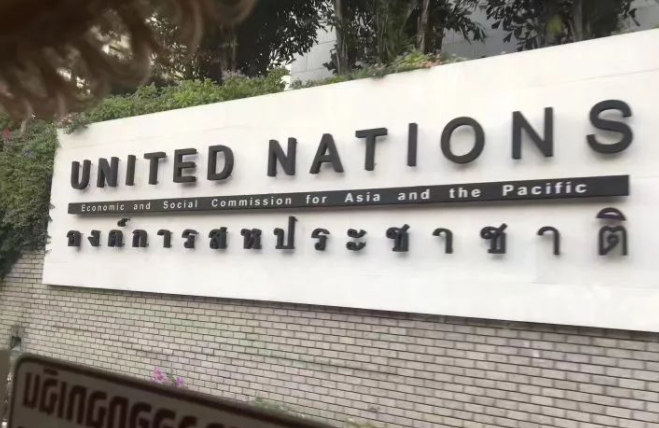 UNITED NATIONS
Economic and Social Commission for Asia and the Pacific
องค์การสหประชาชาติ